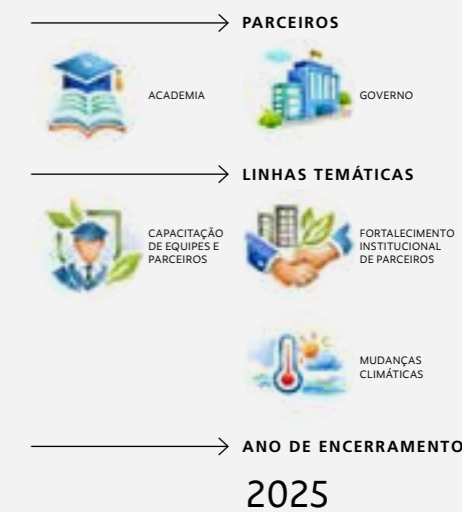 PARCEIROS
ACADEMIA
GOVERNO
LINHAS TEMÁTICAS
CAPACITAÇÃO
DE EQUIPES E
PARCEIROS
FORTALECIMENTO
INSTITUCIONAL
DE PARCEIROS
MUDANÇAS
CLIMÁTICAS
ANO DE ENCERRAMENTO
2025